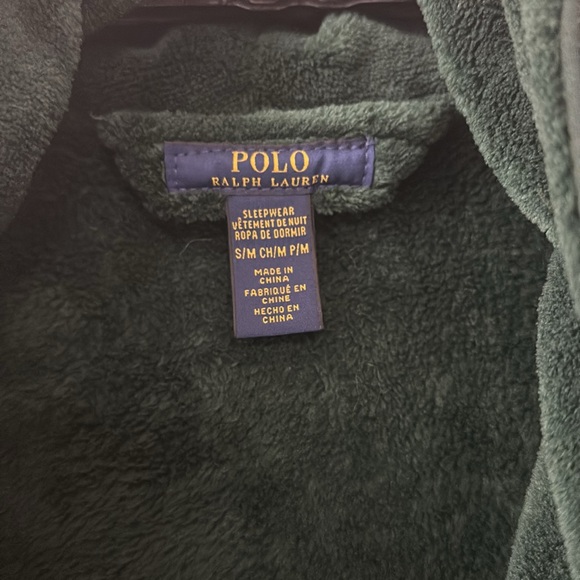 POLO
RALPH LAUREN
SLEEPWEAR
VÊTEMENT DE NUIT
ROPA DE DORMIR
S/M CH/M P/M
MADE IN
CHINA
FABRIQUÉ EN
CHINE
HECHO EN
CHINA